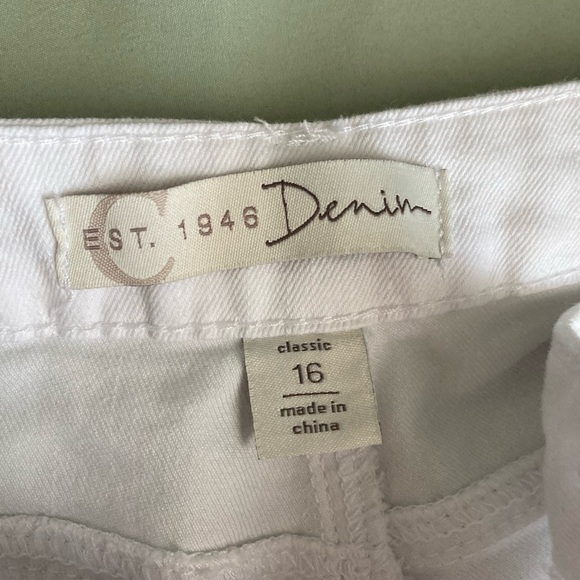 C
EST. 1946 Denim
classic
16
made in
china